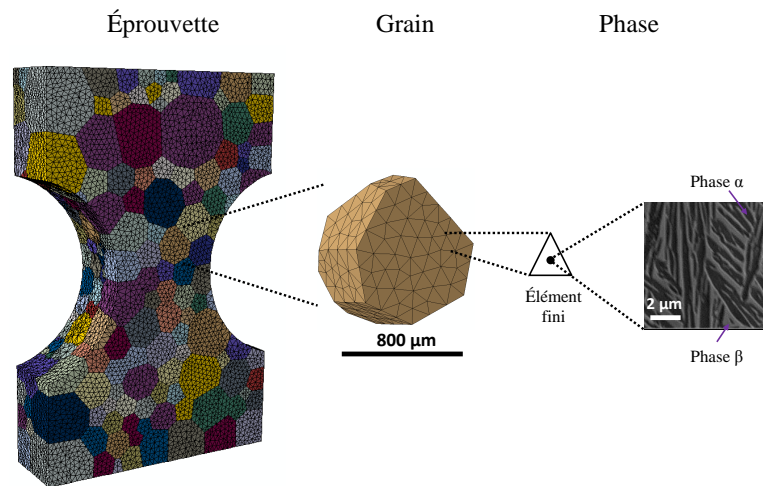 Éprouvette
Grain
Phase
Phase α
2 µm
Élément
fini
800 µm
Phase β